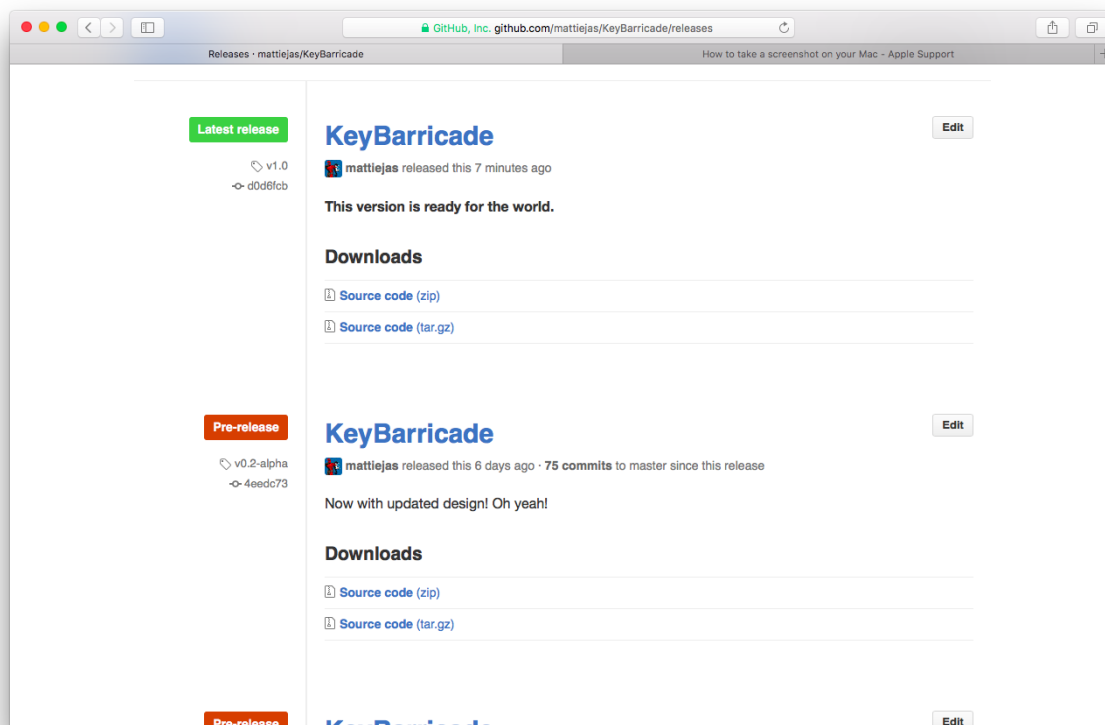 GitHub, Inc. github.com/mattiejas/KeyBarricade/releases
Releases · mattiejas/KeyBarricade
How to take a screenshot on your Mac - Apple Support
Latest release
v1.0
d0d6fcb
KeyBarricade
Edit
mattiejas released this 7 minutes ago
This version is ready for the world.
Downloads
Source code (zip)
Source code (tar.gz)
Pre-release
v0.2-alpha
4eedc73
KeyBarricade
Edit
mattiejas released this 6 days ago · 75 commits to master since this release
Now with updated design! Oh yeah!
Downloads
Source code (zip)
Source code (tar.gz)
Pre-release
KeyBarricade
Edit